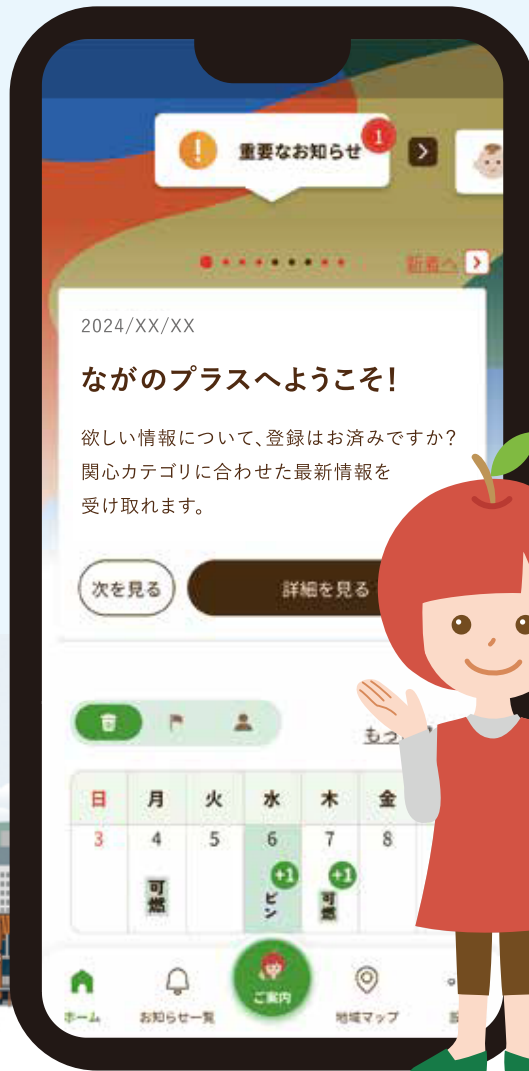 重要なお知らせ
1
新着へ
2024/XX/XX
ながのプラスへようこそ!
欲しい情報について、登録はお済みですか?
関心カテゴリに合わせた最新情報を
受け取れます。
次を見る
詳細を見る
もっ
日 月 火 水 木 金
3 4 5 6 7 8
+1 +1
可燃 ビン 可燃
ホーム お知らせ一覧 ご案内 地域マップ